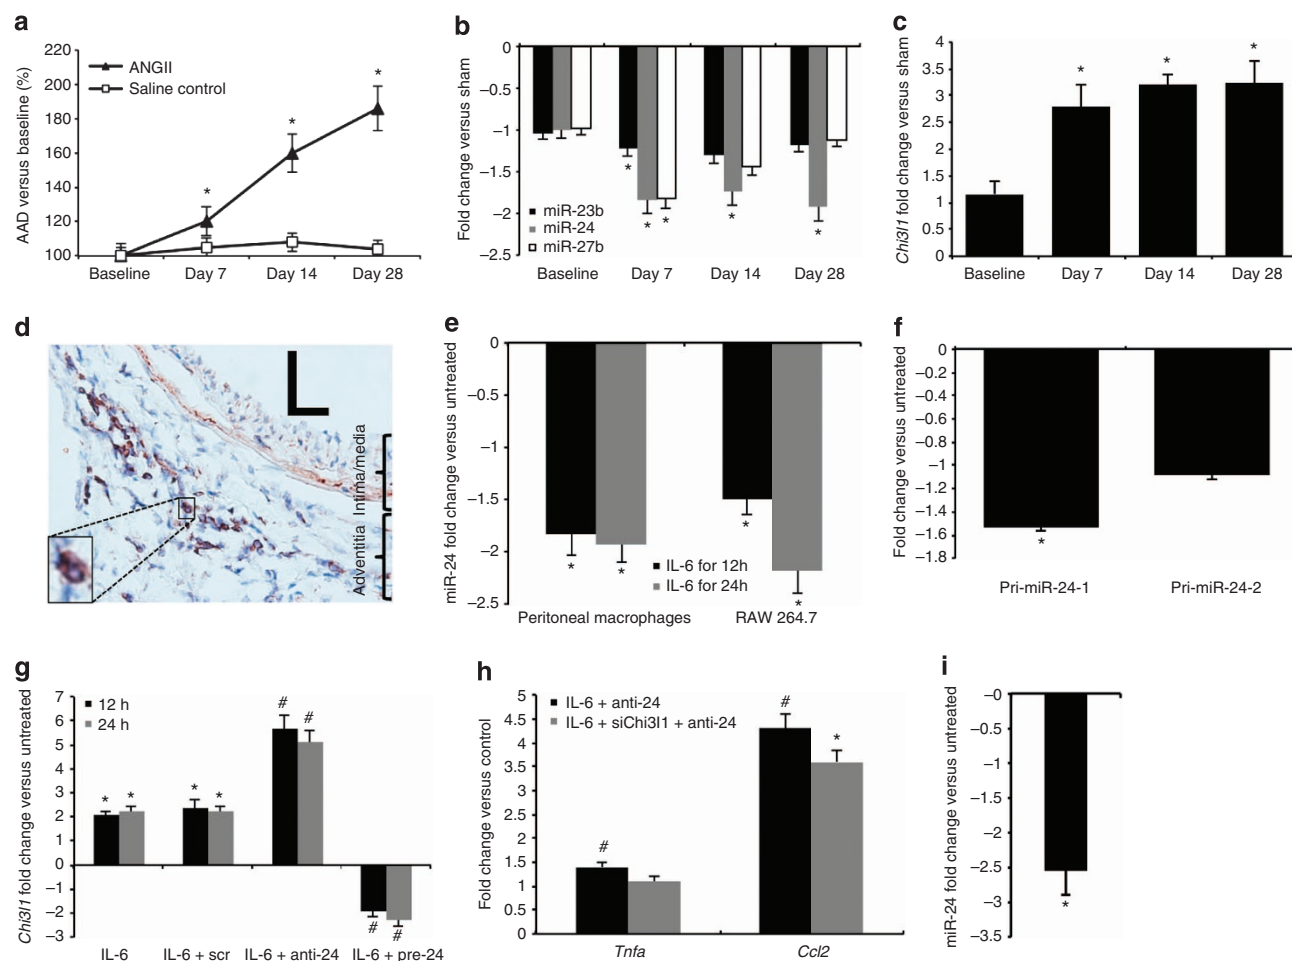 a
AAD versus baseline (%)
220
200
180
160
140
120
100
ANGII
Saline control
*
*
*
Baseline
Day 7
Day 14
Day 28
b
Fold change versus sham
0
–0.5
–1
–1.5
–2
–2.5
*
*
*
*
*
miR-23b
miR-24
miR-27b
Baseline
Day 7
Day 14
Day 28
c
Chi3l1 fold change versus sham
4
3.5
3
2.5
2
1.5
1
0.5
0
*
*
*
Baseline
Day 7
Day 14
Day 28
d
L
Intima/media
Adventitia
e
miR-24 fold change versus untreated
0
–0.5
–1
–1.5
–2
–2.5
*
*
*
*
IL-6 for 12h
IL-6 for 24h
Peritoneal macrophages
RAW 264.7
f
Fold change versus untreated
0
–0.2
–0.4
–0.6
–0.8
–1
–1.2
–1.4
–1.6
–1.8
*
Pri-miR-24-1
Pri-miR-24-2
g
Chi3l1 fold change versus untreated
7
6
5
4
3
2
1
0
–1
–2
–3
12 h
24 h
* *
* *
# #
# #
IL-6
IL-6 + scr
IL-6 + anti-24
IL-6 + pre-24
h
Fold change versus control
5
4.5
4
3.5
3
2.5
2
1.5
1
0.5
0
IL-6 + anti-24
IL-6 + siChi3l1 + anti-24
#
#
*
Tnfa
Ccl2
i
miR-24 fold change versus untreated
–0
–0.5
–1
–1.5
–2
–2.5
–3
–3.5
*